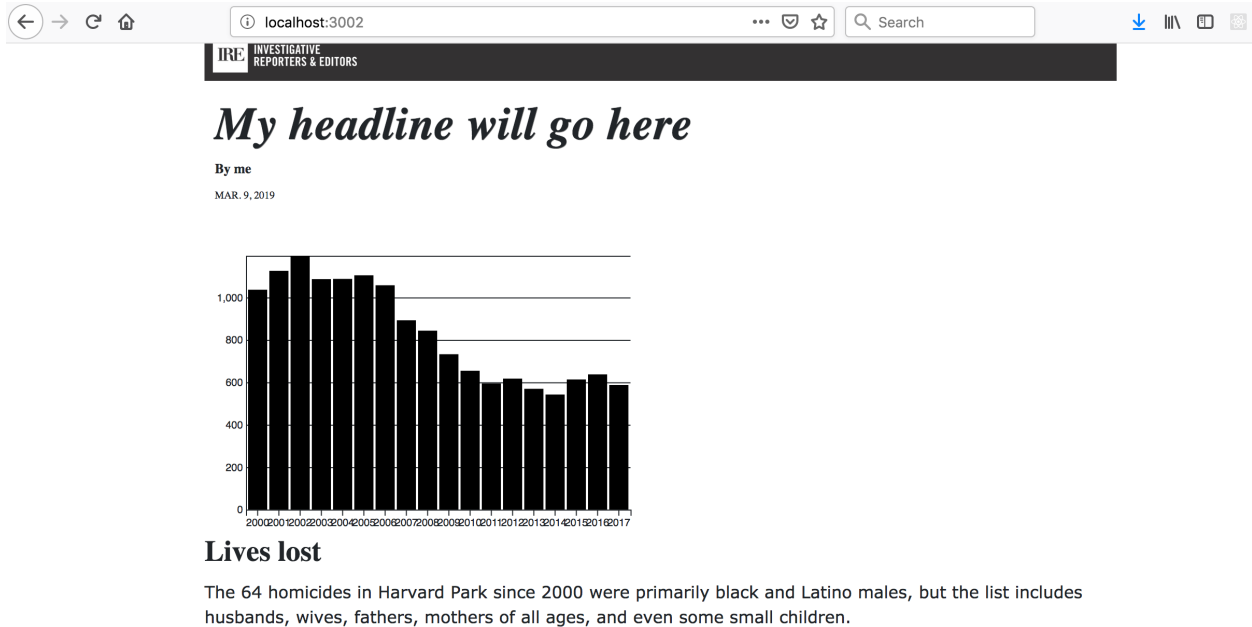 localhost:3002
Search
IRE INVESTIGATIVE
REPORTERS & EDITORS
My headline will go here
By me
MAR. 9, 2019
1,000
800
600
400
200
0
2000 2001 2002 2003 2004 2005 2006 2007 2008 2009 2010 2011 2012 2013 2014 2015 2016 2017
Lives lost
The 64 homicides in Harvard Park since 2000 were primarily black and Latino males, but the list includes
husbands, wives, fathers, mothers of all ages, and even some small children.